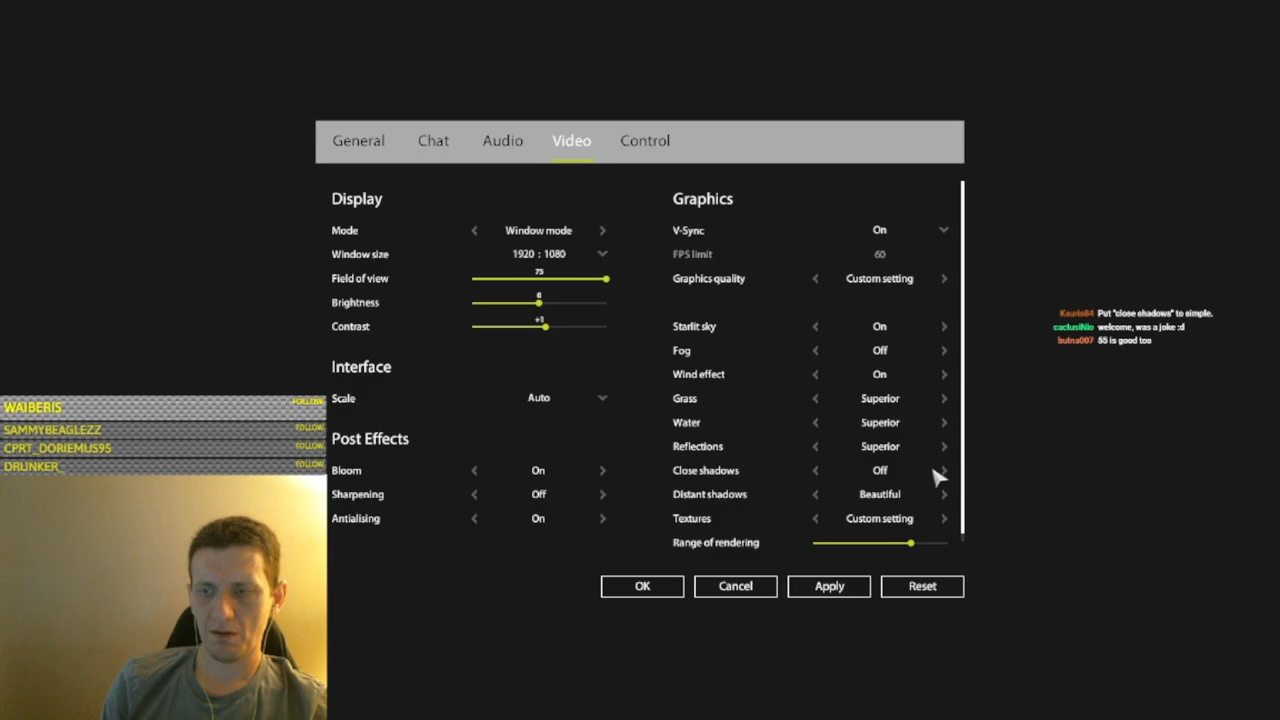 General Chat Audio Video Control
Display
Mode Window mode
Window size 1920 : 1080
Field of view 75
Brightness 0
Contrast +1
Interface
Scale Auto
Post Effects
Bloom On
Sharpening Off
Antialising On
Graphics
V-Sync On
FPS limit 60
Graphics quality Custom setting
Starlit sky On
Fog Off
Wind effect On
Grass Superior
Water Superior
Reflections Superior
Close shadows Off
Distant shadows Beautiful
Textures Custom setting
Range of rendering
OK Cancel Apply Reset
Kauris84 Put "close shadows" to simple.
cactusiNio welcome, was a joke :d
butna007 55 is good too
WAIBERIS FOLLOW
SAMMYBEAGLEZZ FOLLOW
CPRT_DORIEMUS95 FOLLOW
DRUNKER_ FOLLOW